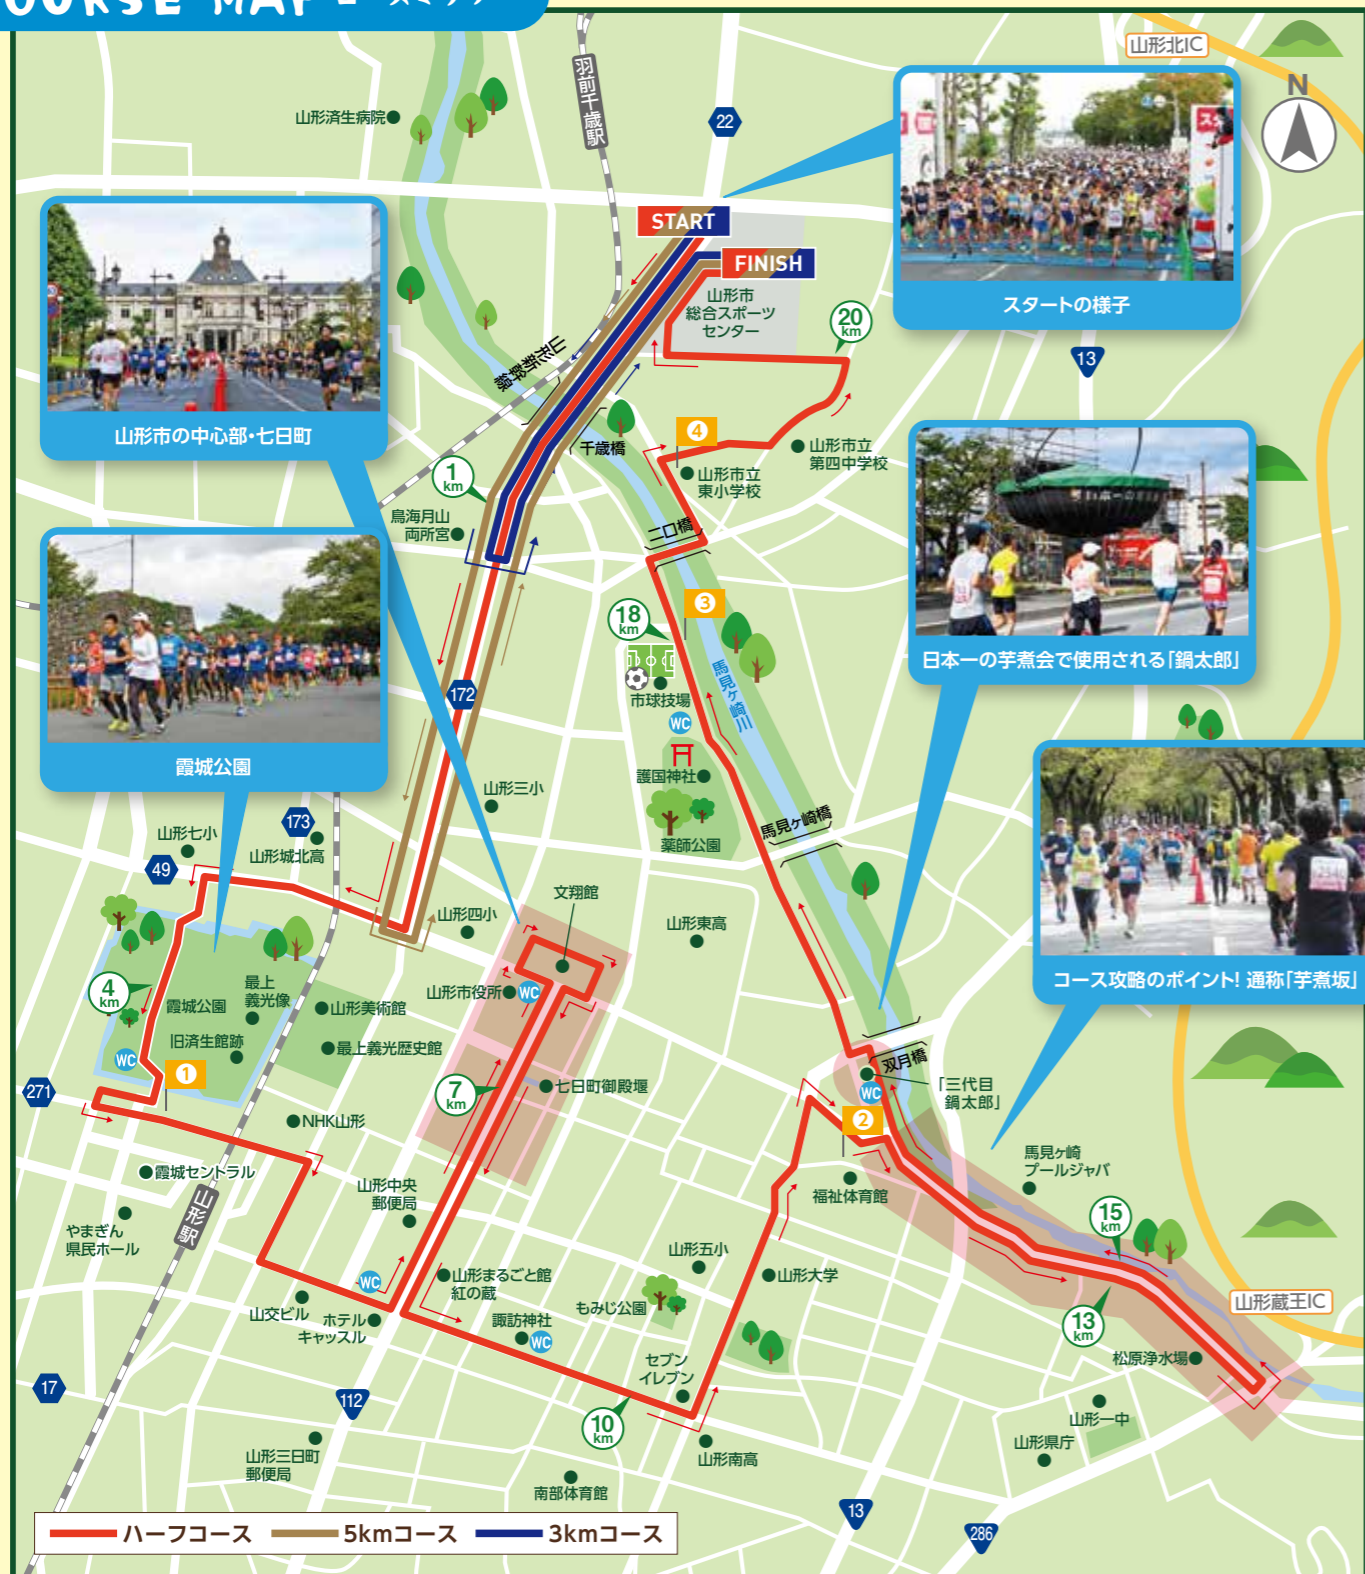 COURSE MAP コースマップ
山形北IC
N
羽前千歳駅
山形済生病院
22
START
FINISH
山形市
総合スポーツ
センター
スタートの様子
山形市の中心部・七日町
山形新幹線
20
km
13
千歳橋
4
山形市立
第四中学校
山形市立
東小学校
1
km
鳥海月山
両所宮
二口橋
日本一の芋煮会で使用される「鍋太郎」
3
18
km
馬見ヶ崎川
市球技場
WC
172
霞城公園
護国神社
薬師公園
馬見ヶ崎橋
山形三小
173
山形城北高
山形七小
49
コース攻略のポイント! 通称「芋煮坂」
文翔館
山形四小
山形東高
山形市役所
WC
4
km
霞城公園
最上
義光像
旧済生館跡
WC
1
山形美術館
最上義光歴史館
双月橋
「三代目
鍋太郎」
WC
2
271
7
km
七日町御殿堰
NHK山形
霞城セントラル
山形駅
やまぎん
県民ホール
山形中央
郵便局
福祉体育館
馬見ヶ崎
プールジャバ
15
km
13
km
山形蔵王IC
山形五小
山形大学
WC
山形まるごと館
紅の蔵
もみじ公園
山交ビル
ホテル
キャッスル
諏訪神社
WC
セブン
イレブン
松原浄水場
17
112
10
km
山形一中
山形県庁
山形三日町
郵便局
山形南高
南部体育館
13
286
ハーフコース
5kmコース
3kmコース